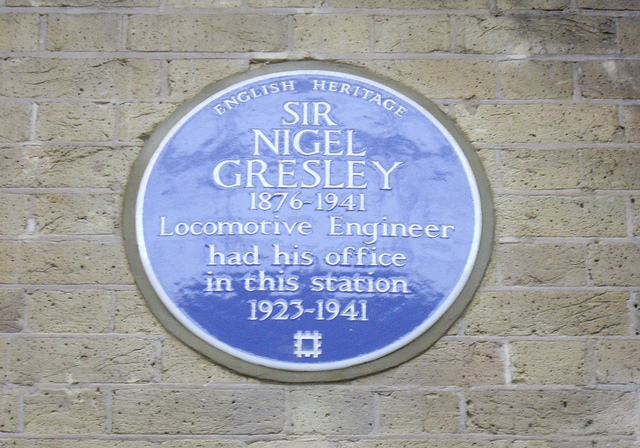 ENGLISH HERITAGE
SIR
NIGEL
GRESLEY
1876-1941
Locomotive Engineer
had his office
in this station
1923-1941